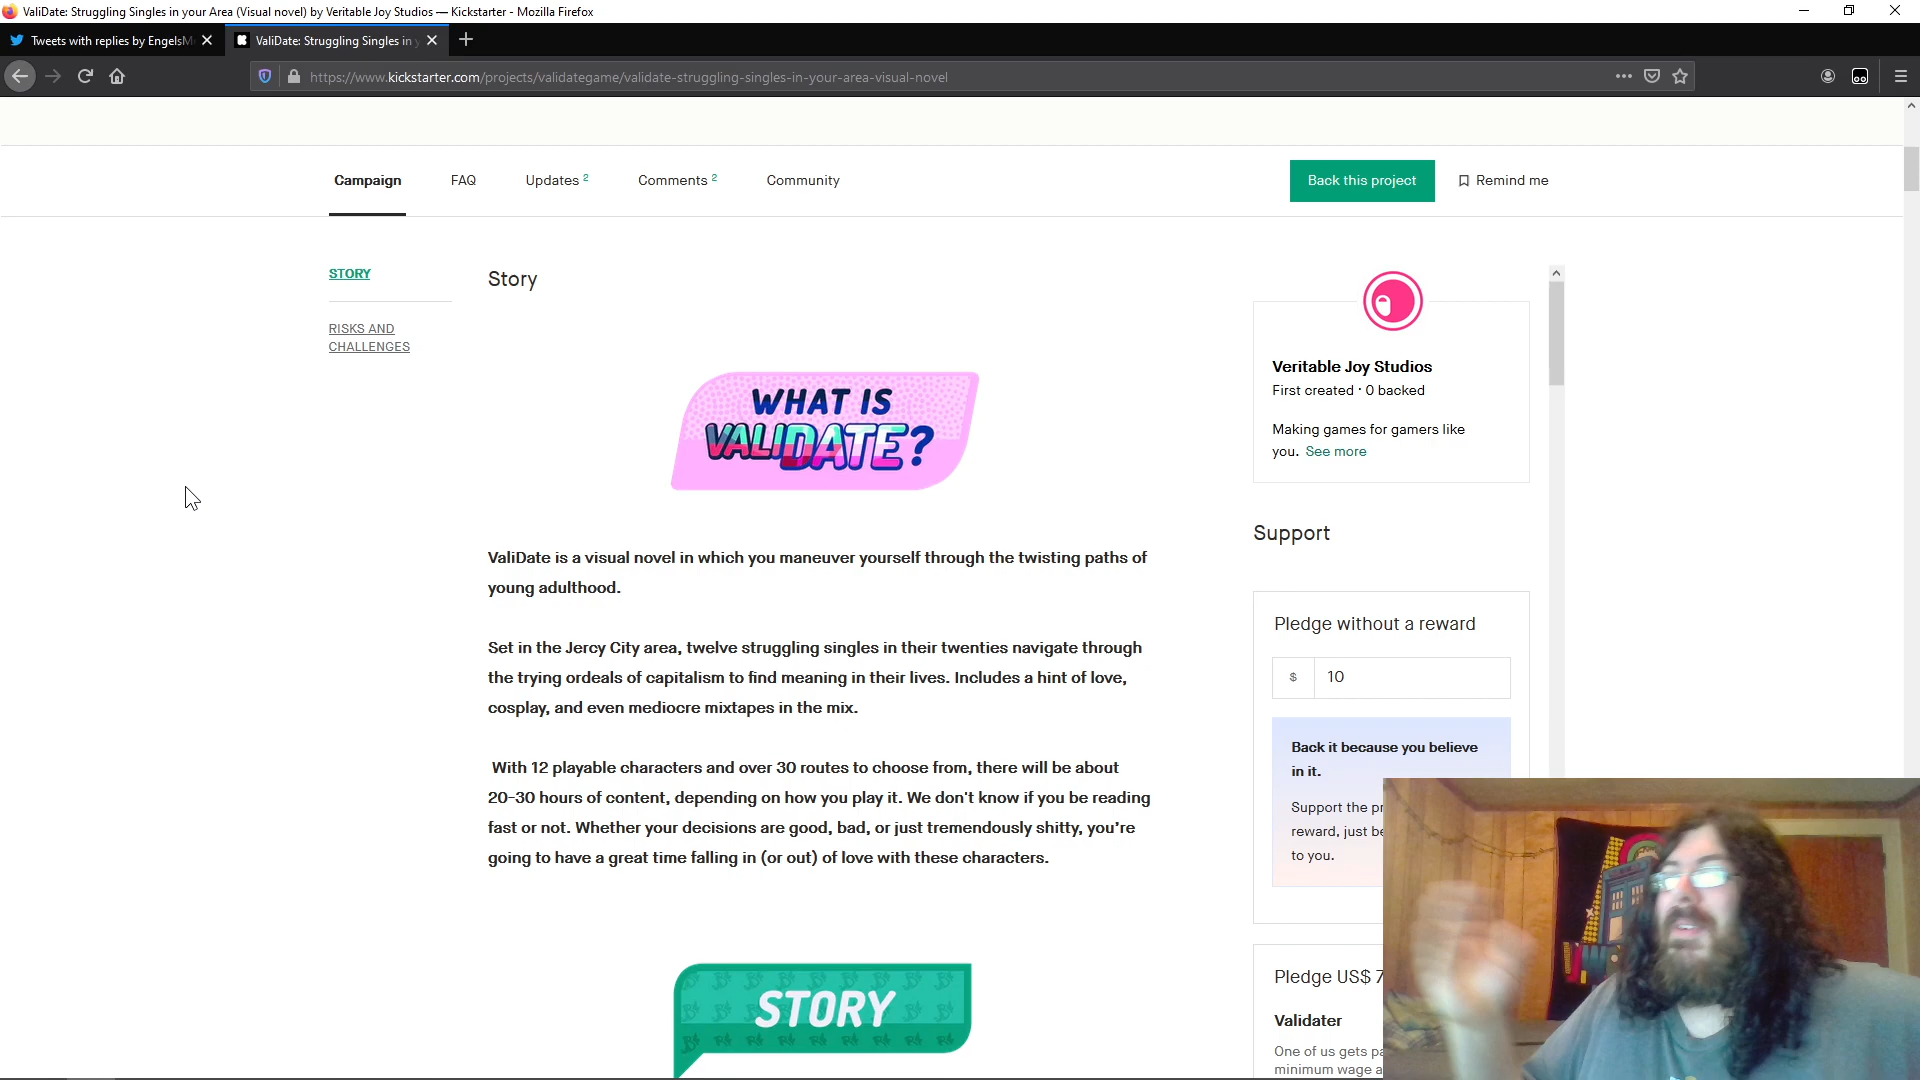 ValiDate: Struggling Singles in your Area (Visual novel) by Veritable Joy Studios — Kickstarter - Mozilla Firefox
Tweets with replies by EngelsM
ValiDate: Struggling Singles in
https://www.kickstarter.com/projects/validategame/validate-struggling-singles-in-your-area-visual-novel
Campaign
FAQ
Updates 2
Comments 2
Community
Back this project
Remind me
STORY
RISKS AND
CHALLENGES
Story
WHAT IS
VALIDATE?
ValiDate is a visual novel in which you maneuver yourself through the twisting paths of
young adulthood.
Set in the Jercy City area, twelve struggling singles in their twenties navigate through
the trying ordeals of capitalism to find meaning in their lives. Includes a hint of love,
cosplay, and even mediocre mixtapes in the mix.
With 12 playable characters and over 30 routes to choose from, there will be about
20-30 hours of content, depending on how you play it. We don't know if you be reading
fast or not. Whether your decisions are good, bad, or just tremendously shitty, you're
going to have a great time falling in (or out) of love with these characters.
STORY
Veritable Joy Studios
First created · 0 backed
Making games for gamers like
you. See more
Support
Pledge without a reward
$ 10
Back it because you believe
in it.
Support the
reward, just
to you.
Pledge US$ 7
Validater
One of us gets
minimum wage a